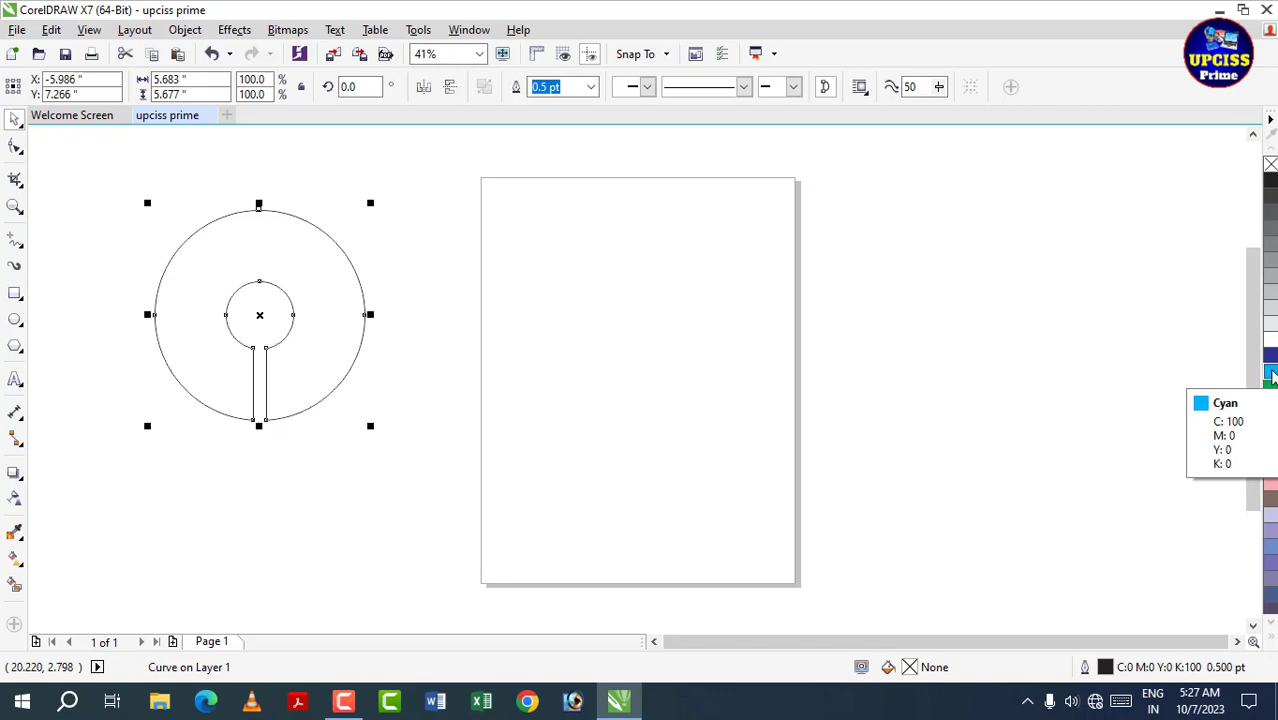 CorelDRAW X7 (64-Bit) - upciss prime
File Edit View Layout Object Effects Bitmaps Text Table Tools Window Help
41% Snap To
UPCISS
Prime
X: -5.986 " 5.683 " 100.0 % 0.0 ° 0.5 pt 50
Y: 7.266 " 5.677 " 100.0 %
Welcome Screen upciss prime
Cyan
C: 100
M: 0
Y: 0
K: 0
1 of 1 Page 1
(20.220, 2.798 ) Curve on Layer 1 None C:0 M:0 Y:0 K:100 0.500 pt
ENG 5:27 AM
IN 10/7/2023